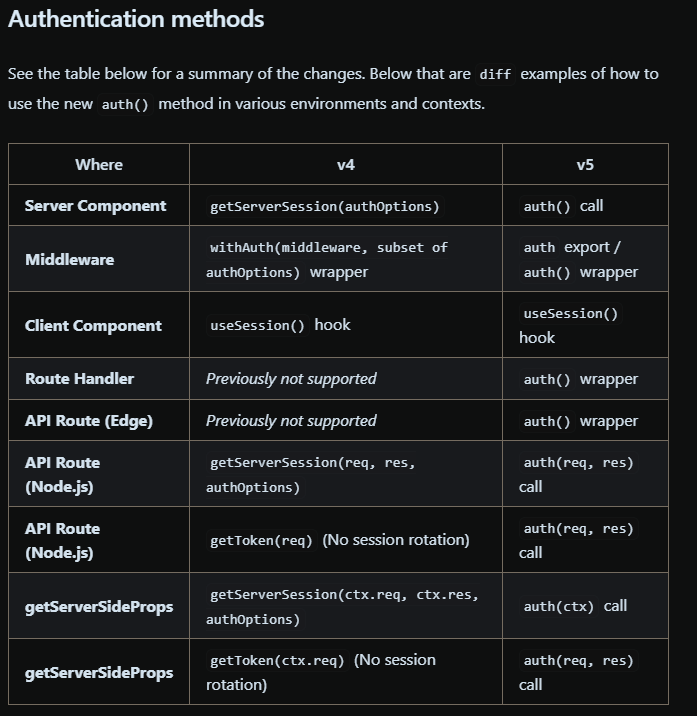 Authentication methods
See the table below for a summary of the changes. Below that are diff examples of how to
use the new auth() method in various environments and contexts.
Where v4 v5
Server Component getServerSession(authOptions) auth() call
Middleware withAuth(middleware, subset of authOptions) wrapper auth export / auth() wrapper
Client Component useSession() hook useSession() hook
Route Handler Previously not supported auth() wrapper
API Route (Edge) Previously not supported auth() wrapper
API Route (Node.js) getServerSession(req, res, authOptions) auth(req, res) call
API Route (Node.js) getToken(req) (No session rotation) auth(req, res) call
getServerSideProps getServerSession(ctx.req, ctx.res, authOptions) auth(ctx) call
getServerSideProps getToken(ctx.req) (No session rotation) auth(req, res) call